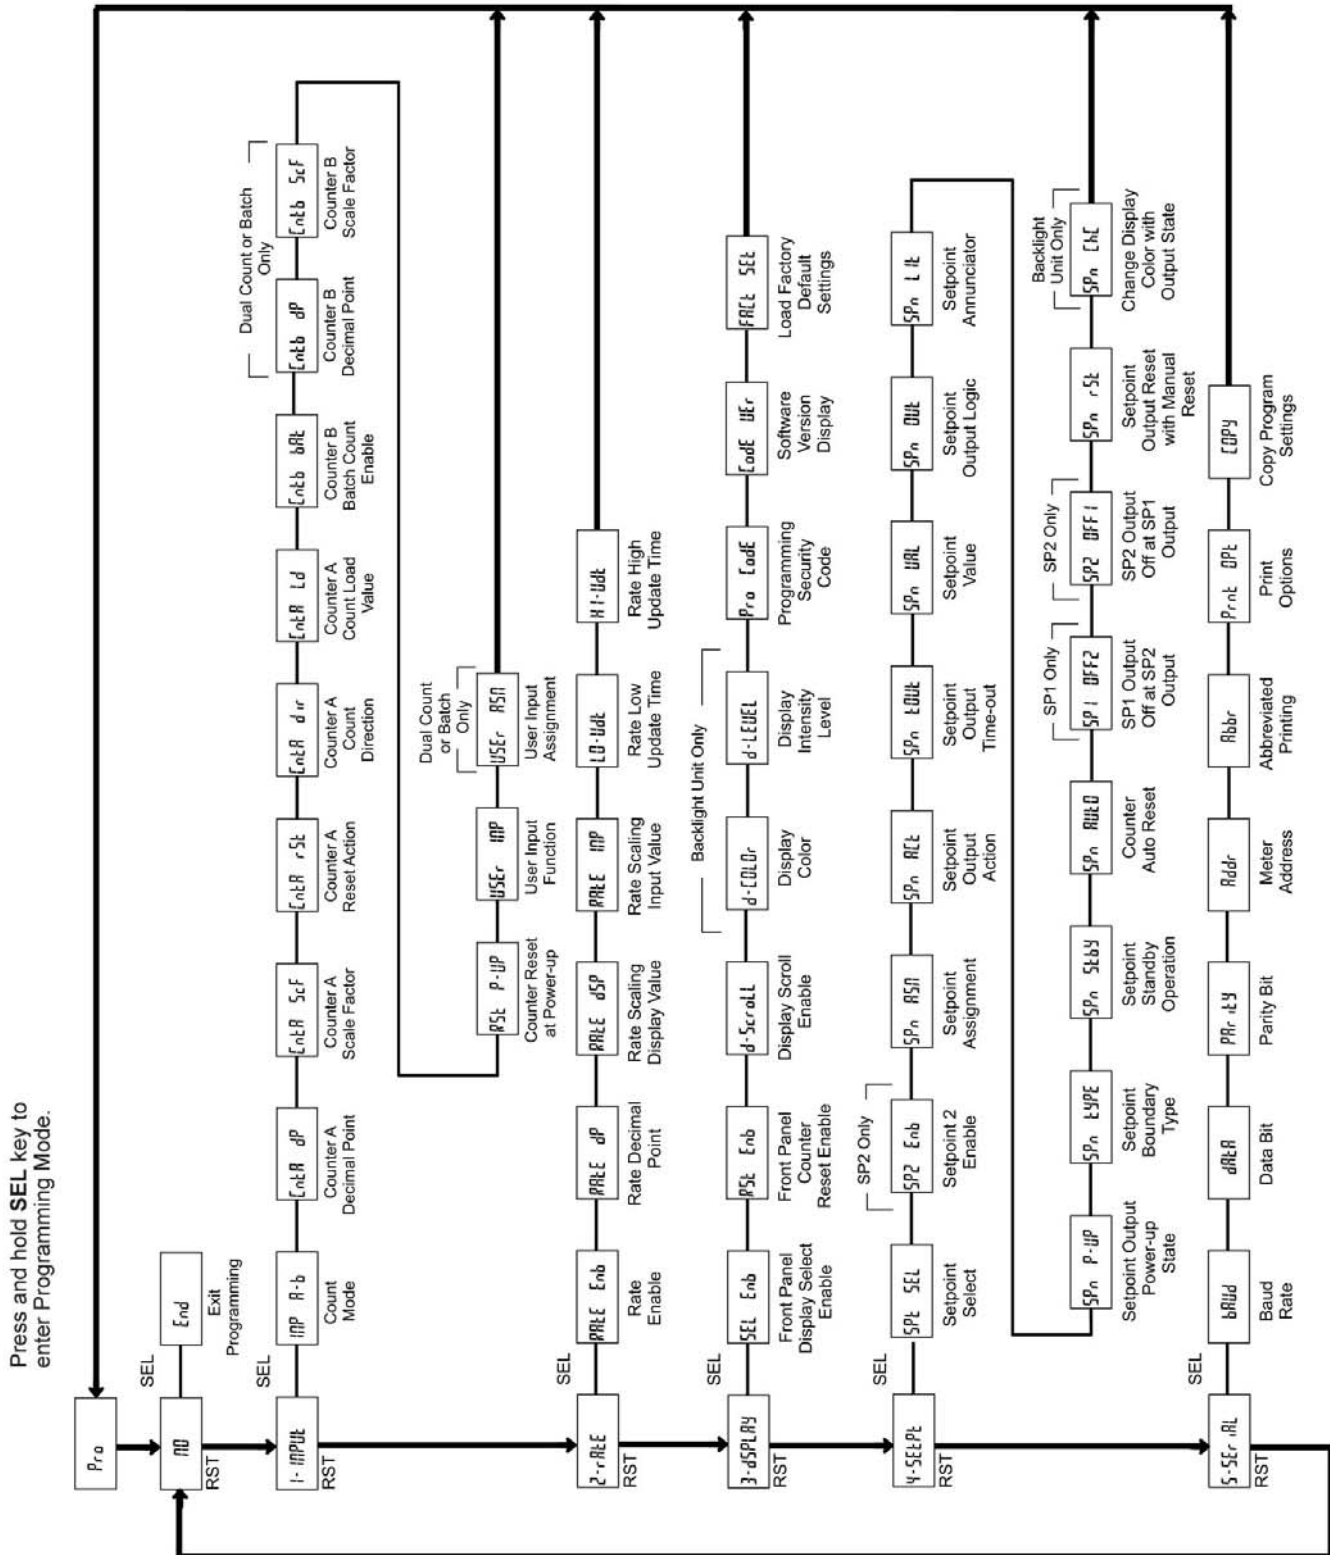 Press and hold SEL key to
enter Programming Mode.
Pro
NO
RST
SEL
End
Exit
Programming
1-INPUt
RST
SEL
INP A-b
Count
Mode
CntA dP
Counter A
Decimal Point
CntA ScF
Counter A
Scale Factor
CntA rSt
Counter A
Reset Action
CntA dir
Counter A
Count
Direction
CntA Ld
Counter A
Count Load
Value
Cntb bAt
Counter B
Batch Count
Enable
Dual Count or Batch
Only
Cntb dP
Counter B
Decimal Point
Cntb ScF
Counter B
Scale Factor
RSt P-UP
Counter Reset
at Power-up
USEr INP
User Input
Function
Dual Count
or Batch
Only
USEr ASN
User Input
Assignment
2-rAtE
RST
SEL
RAtE Enb
Rate
Enable
RAtE dP
Rate Decimal
Point
RAtE dSP
Rate Scaling
Display Value
RAtE INP
Rate Scaling
Input Value
LO-Udt
Rate Low
Update Time
HI-Udt
Rate High
Update Time
3-dSPLAY
RST
SEL
SEL Enb
Front Panel
Display Select
Enable
RSt Enb
Front Panel
Counter
Reset Enable
d-ScroLL
Display Scroll
Enable
Backlight Unit Only
d-COLOr
Display
Color
d-LEVEL
Display
Intensity
Level
Pro CodE
Programming
Security
Code
CodE VEr
Software
Version
Display
FACt SEt
Load Factory
Default
Settings
4-SEtPt
RST
SEL
SPt SEL
Setpoint
Select
SP2 Only
SP2 Enb
Setpoint 2
Enable
SPn ASN
Setpoint
Assignment
SPn ACt
Setpoint
Output
Action
SPn tOUt
Setpoint
Output
Time-out
SPn VAL
Setpoint
Value
SPn OUt
Setpoint
Output Logic
SPn LIt
Setpoint
Annunciator
SPn P-UP
Setpoint Output
Power-up
State
SPn tYPE
Setpoint
Boundary
Type
SPn Stby
Setpoint
Standby
Operation
SPn AUtO
Counter
Auto Reset
SP1 Only
SP1 OFF2
SP1 Output
Off at SP2
Output
SP2 Only
SP2 OFF1
SP2 Output
Off at SP1
Output
SPn rSt
Setpoint
Output Reset
with Manual
Reset
Backlight
Unit Only
SPn ChC
Change Display
Color with
Output State
5-SEriAL
RST
SEL
bAUd
Baud
Rate
dAtA
Data Bit
PAritY
Parity Bit
Addr
Meter
Address
Abbr
Abbreviated
Printing
Prnt OPt
Print
Options
COPY
Copy Program
Settings